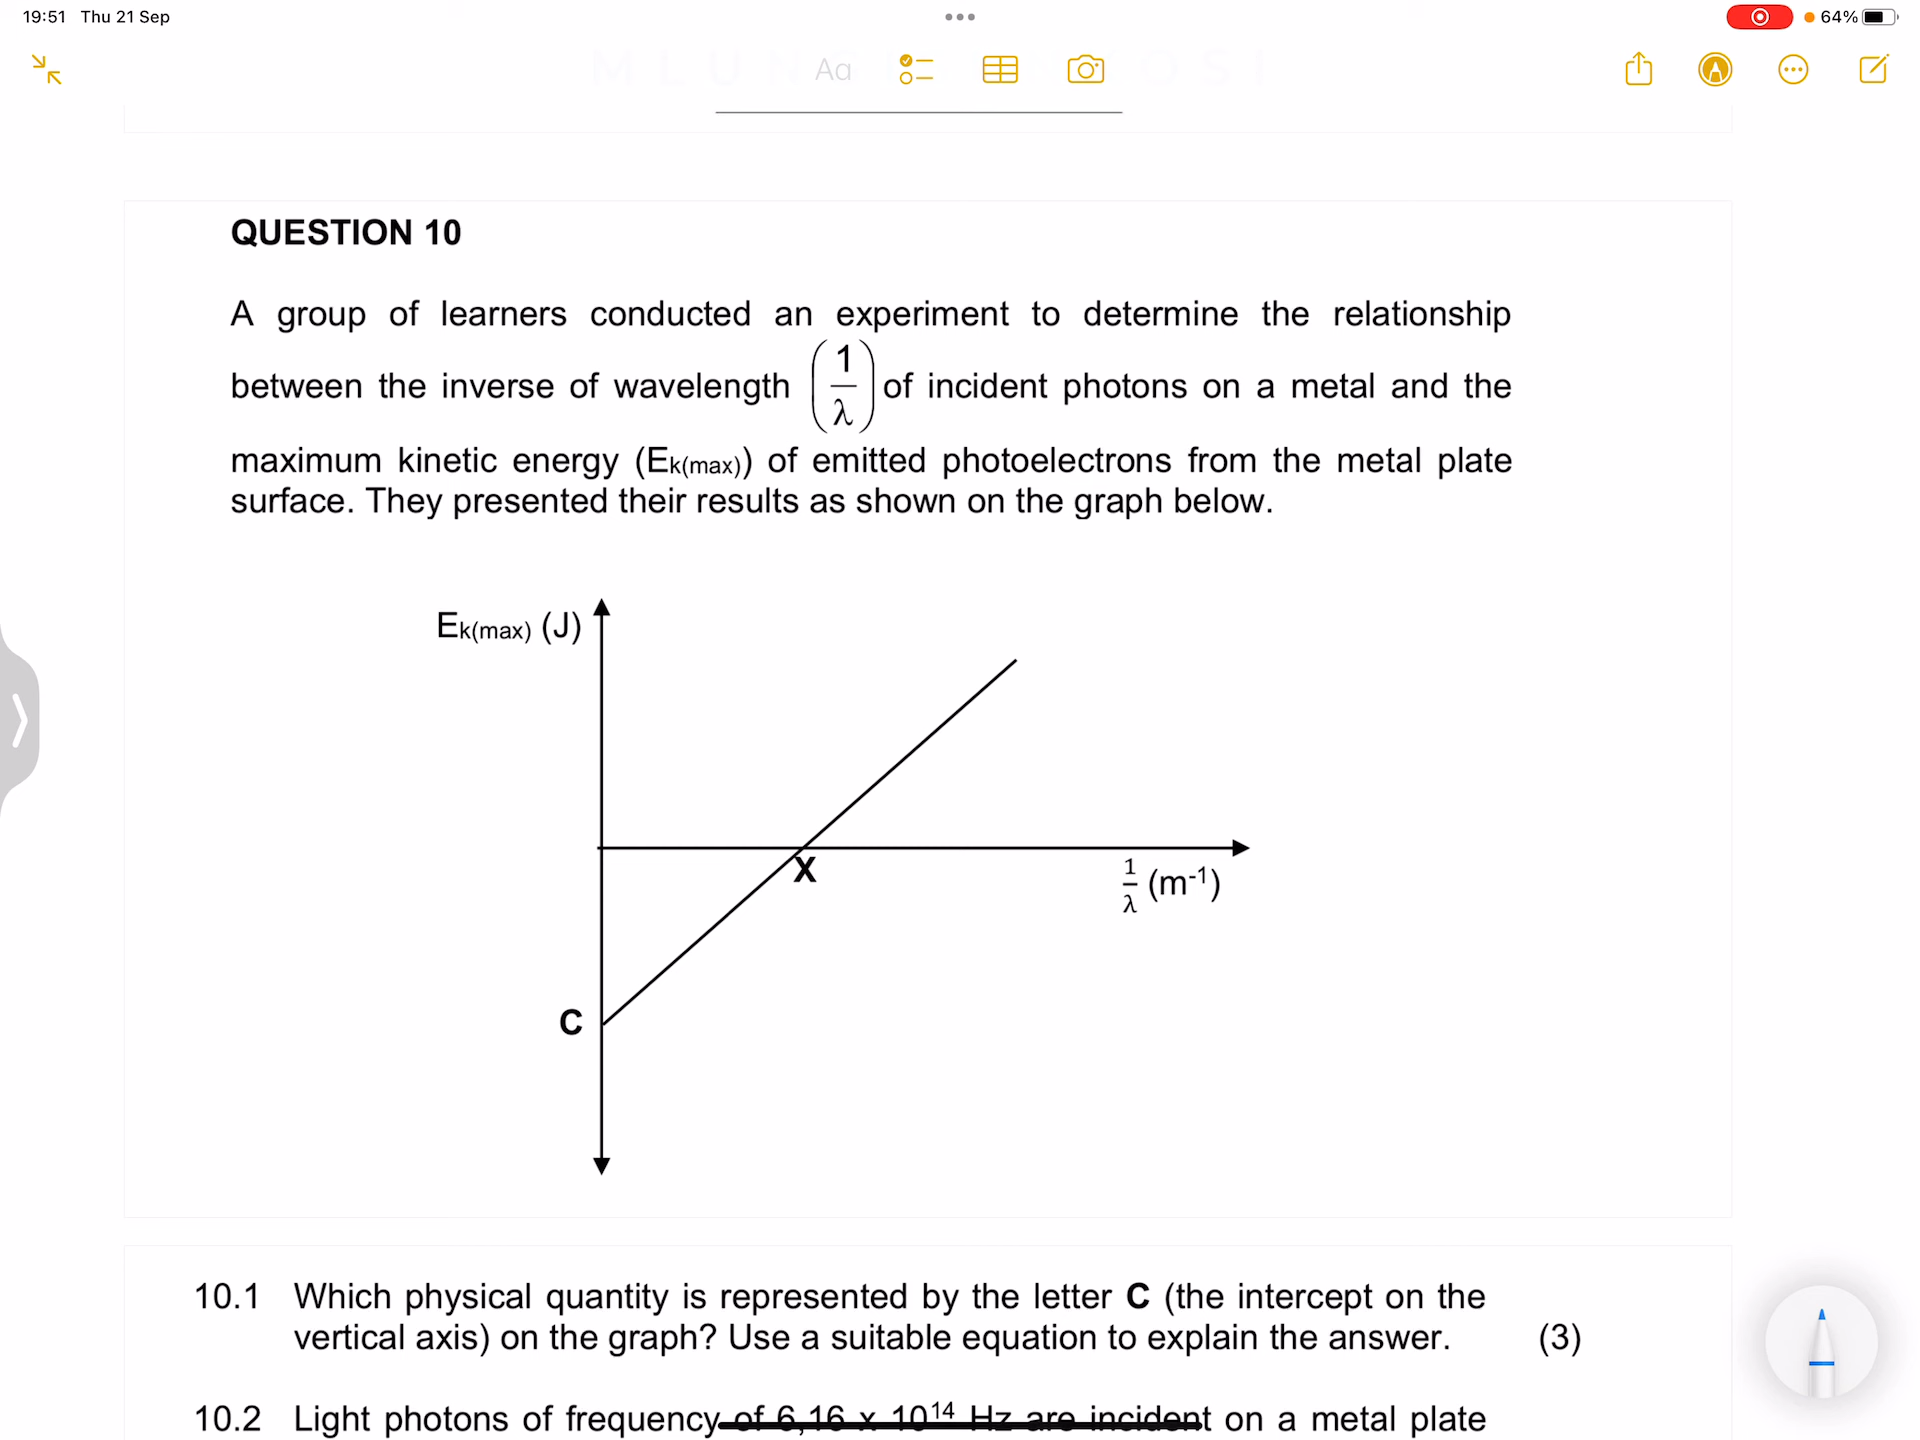 19:51 Thu 21 Sep
64%
Aa
QUESTION 10
A group of learners conducted an experiment to determine the relationship
between the inverse of wavelength (1/λ) of incident photons on a metal and the
maximum kinetic energy (Ek(max)) of emitted photoelectrons from the metal plate
surface. They presented their results as shown on the graph below.
Ek(max) (J)
X
1/λ (m⁻¹)
C
10.1 Which physical quantity is represented by the letter C (the intercept on the
vertical axis) on the graph? Use a suitable equation to explain the answer. (3)
10.2 Light photons of frequency of 6,16 x 10¹⁴ Hz are incident on a metal plate